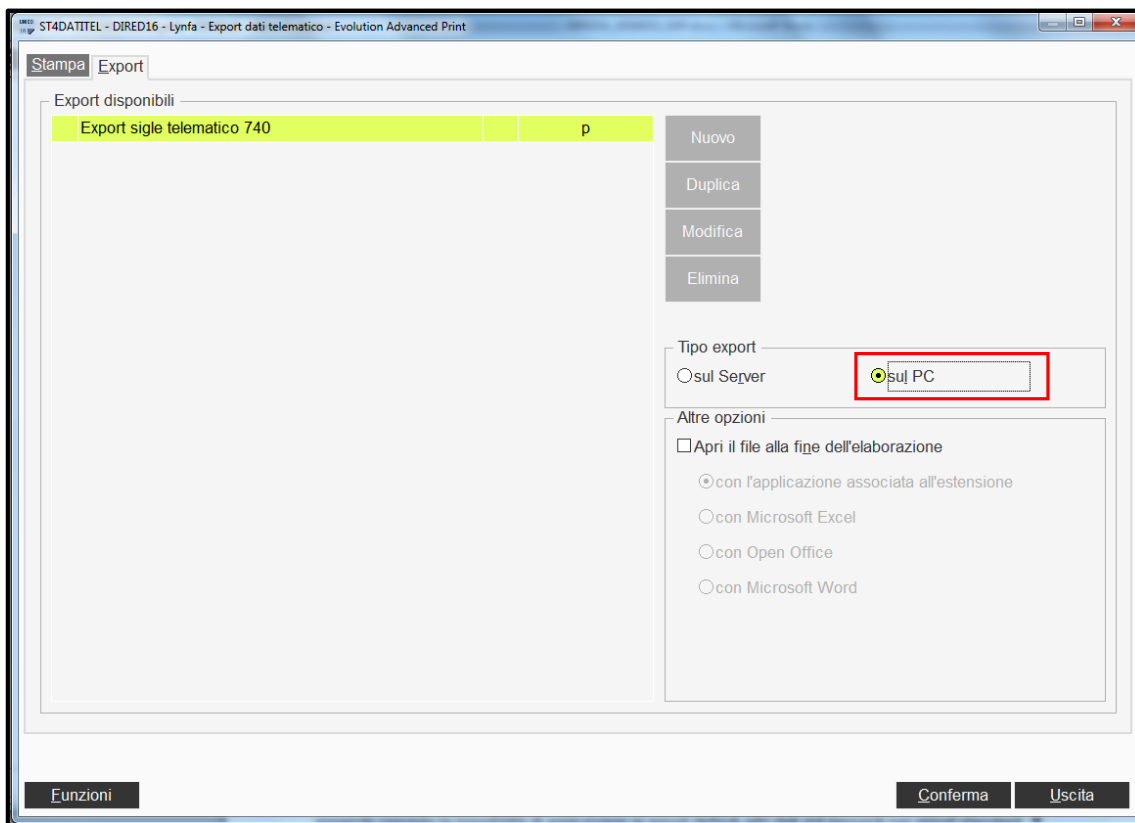 ST4DATITEL - DIRED16 - Lynfa - Export dati telematico - Evolution Advanced Print
Stampa Export
Export disponibili
Export sigle telematico 740 p
Nuovo
Duplica
Modifica
Elimina
Tipo export
sul Server sul PC
Altre opzioni
Apri il file alla fine dell'elaborazione
con l'applicazione associata all'estensione
con Microsoft Excel
con Open Office
con Microsoft Word
Funzioni Conferma Uscita